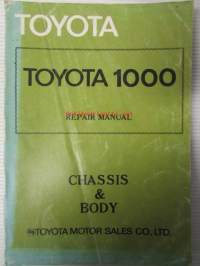 TOYOTA
TOYOTA 1000
REPAIR MANUAL
CHASSIS
&
BODY
TOYOTA MOTOR SALES CO., LTD.